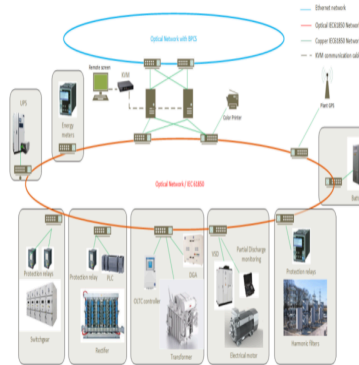 Ethernet network
Optical IEC61850 Network
Copper IEC61850 Network
KVM communication cable
Optical Network with DPCS
Remote screen
KVM
Color Printer
Plant GPS
UPS
Energy
meters
Optical Network / IEC 61850
Protection relays
Switchgear
Protection relay
PLC
Rectifier
OLTC controller
DGA
Transformer
VSD
Partial Discharge
monitoring
Electrical motor
Protection relays
Harmonic filters